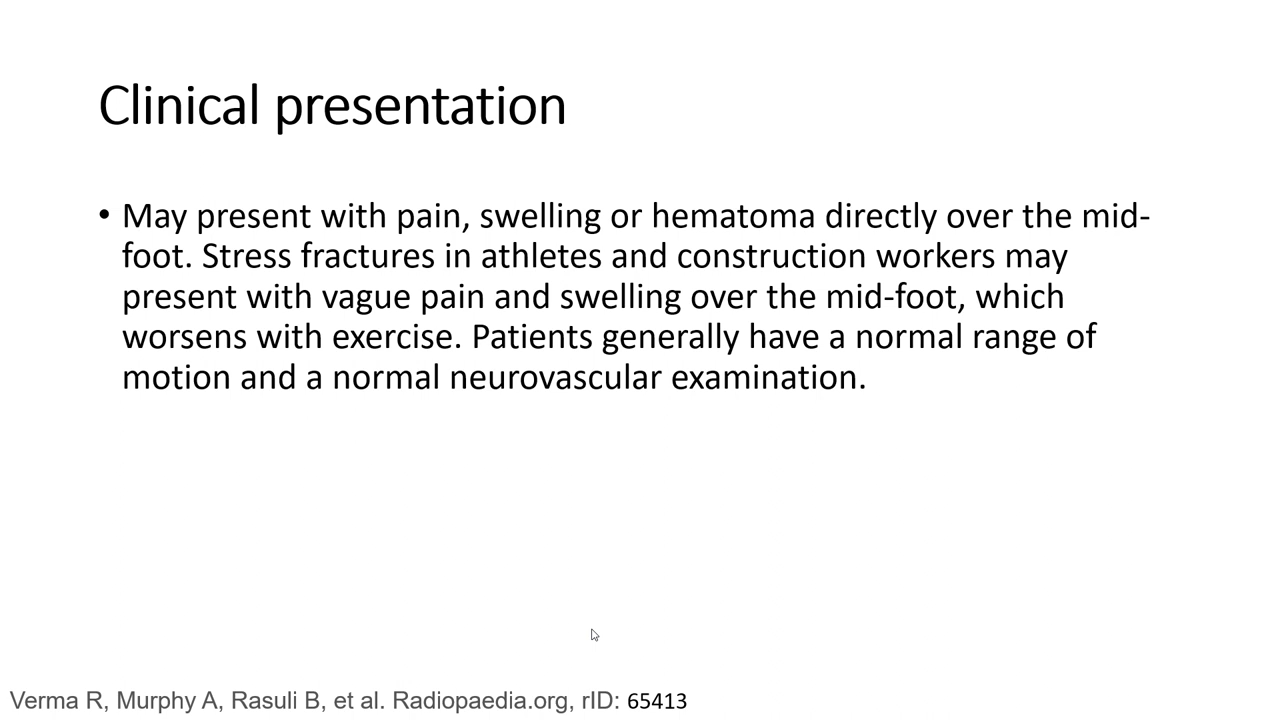 Clinical presentation
• May present with pain, swelling or hematoma directly over the mid-
foot. Stress fractures in athletes and construction workers may
present with vague pain and swelling over the mid-foot, which
worsens with exercise. Patients generally have a normal range of
motion and a normal neurovascular examination.
Verma R, Murphy A, Rasuli B, et al. Radiopaedia.org, rID: 65413